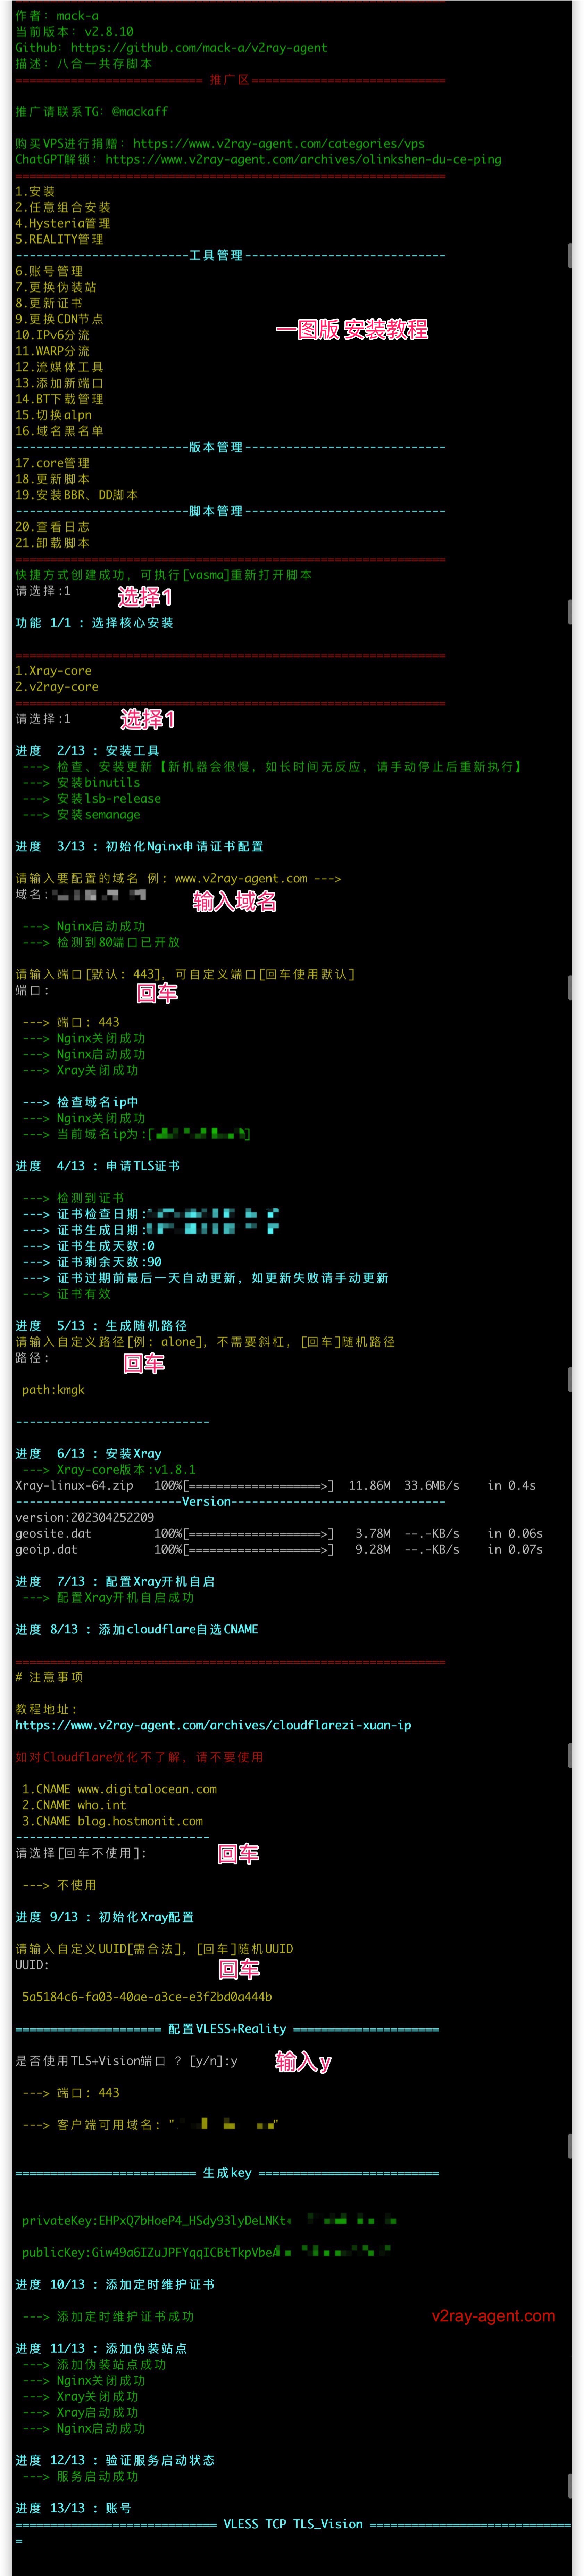 作者: mack-a
当前版本: v2.8.10
Github: https://github.com/mack-a/v2ray-agent
描述: 八合一共存脚本
=========================== 推广区============================
推广请联系TG: @mackaff
购买VPS进行捐赠: https://www.v2ray-agent.com/categories/vps
ChatGPT解锁: https://www.v2ray-agent.com/archives/olinkshen-du-ce-ping
==============================================================
1.安装
2.任意组合安装
4.Hysteria管理
5.REALITY管理
-------------------------工具管理-----------------------------
6.账号管理
7.更换伪装站
8.更新证书
9.更换CDN节点
一图版 安装教程
10.IPv6分流
11.WARP分流
12.流媒体工具
13.添加新端口
14.BT下载管理
15.切换alpn
16.域名黑名单
-------------------------版本管理-----------------------------
17.core管理
18.更新脚本
19.安装BBR、DD脚本
-------------------------脚本管理-----------------------------
20.查看日志
21.卸载脚本
==============================================================
快捷方式创建成功, 可执行[vasma]重新打开脚本
请选择:1
选择1
功能 1/1 : 选择核心安装
==============================================================
1.Xray-core
2.v2ray-core
==============================================================
请选择:1
选择1
进度  2/13 : 安装工具
---> 检查、安装更新【新机器会很慢, 如长时间无反应, 请手动停止后重新执行】
---> 安装binutils
---> 安装lsb-release
---> 安装semanage
进度  3/13 : 初始化Nginx申请证书配置
请输入要配置的域名 例: www.v2ray-agent.com --->
域名:
输入域名
---> Nginx启动成功
---> 检测到80端口已开放
请输入端口[默认: 443], 可自定义端口[回车使用默认]
端口:
回车
---> 端口: 443
---> Nginx关闭成功
---> Nginx启动成功
---> Xray关闭成功
---> 检查域名ip中
---> Nginx关闭成功
---> 当前域名ip为:[ ]
进度  4/13 : 申请TLS证书
---> 检测到证书
---> 证书检查日期:
---> 证书生成日期:
---> 证书生成天数:0
---> 证书剩余天数:90
---> 证书过期前最后一天自动更新, 如更新失败请手动更新
---> 证书有效
进度  5/13 : 生成随机路径
请输入自定义路径[例: alone], 不需要斜杠, [回车]随机路径
路径:
回车
path:kmgk
----------------------------
进度  6/13 : 安装Xray
---> Xray-core版本:v1.8.1
Xray-linux-64.zip   100%[===================>]  11.86M  33.6MB/s    in 0.4s
------------------------Version-------------------------------
version:202304252209
geosite.dat         100%[===================>]   3.78M  --.-KB/s    in 0.06s
geoip.dat           100%[===================>]   9.28M  --.-KB/s    in 0.07s
进度  7/13 : 配置Xray开机自启
---> 配置Xray开机自启成功
进度 8/13 : 添加cloudflare自选CNAME
==============================================================
# 注意事项
教程地址:
https://www.v2ray-agent.com/archives/cloudflarezi-xuan-ip
如对Cloudflare优化不了解, 请不要使用
1.CNAME www.digitalocean.com
2.CNAME who.int
3.CNAME blog.hostmonit.com
----------------------------
请选择[回车不使用]:
回车
---> 不使用
进度 9/13 : 初始化Xray配置
请输入自定义UUID[需合法], [回车]随机UUID
UUID:
回车
5a5184c6-fa03-40ae-a3ce-e3f2bd0a444b
===================== 配置VLESS+Reality =====================
是否使用TLS+Vision端口 ? [y/n]:y
输入y
---> 端口: 443
---> 客户端可用域名: " "
========================== 生成key ==========================
privateKey:EHPxQ7bHoeP4_HSdy93lyDeLNKt
publicKey:Giw49a6IZuJPFYqqICBtTkpVbeA
进度 10/13 : 添加定时维护证书
---> 添加定时维护证书成功
v2ray-agent.com
进度 11/13 : 添加伪装站点
---> 添加伪装站点成功
---> Nginx关闭成功
---> Xray关闭成功
---> Xray启动成功
---> Nginx启动成功
进度 12/13 : 验证服务启动状态
---> 服务启动成功
进度 13/13 : 账号
============================= VLESS TCP TLS_Vision =============================
=